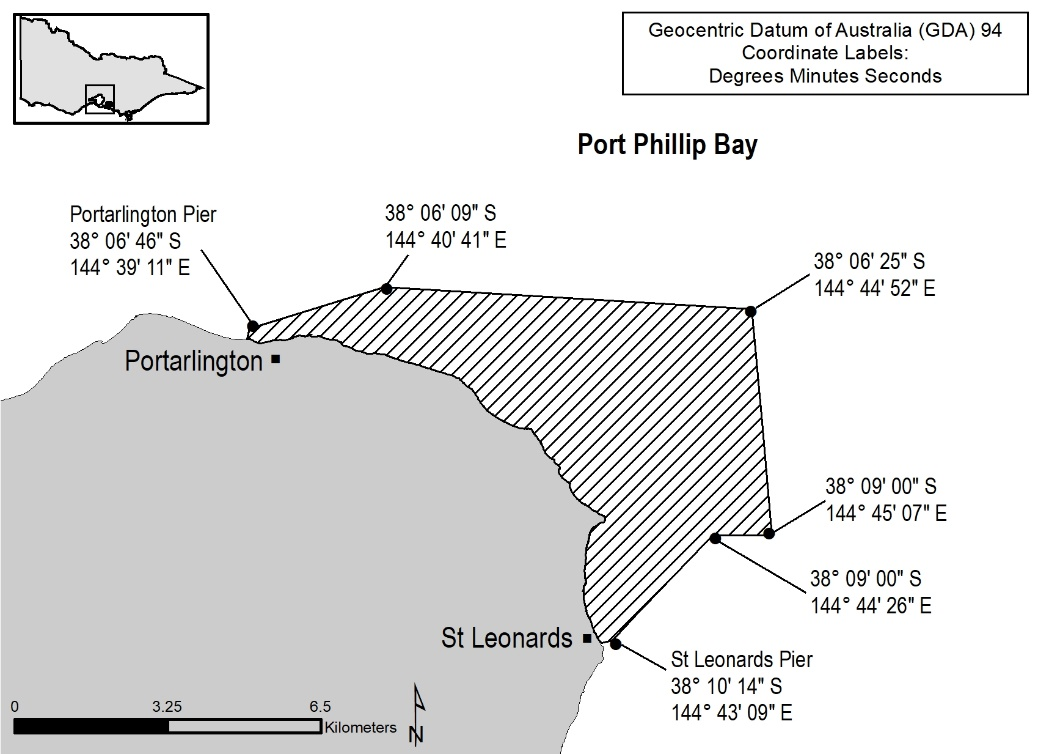 Geocentric Datum of Australia (GDA) 94
Coordinate Labels:
Degrees Minutes Seconds
Port Phillip Bay
Portarlington Pier
38° 06' 46" S
144° 39' 11" E
38° 06' 09" S
144° 40' 41" E
38° 06' 25" S
144° 44' 52" E
Portarlington
38° 09' 00" S
144° 45' 07" E
38° 09' 00" S
144° 44' 26" E
St Leonards
St Leonards Pier
38° 10' 14" S
144° 43' 09" E
0 3.25 6.5
Kilometers
N